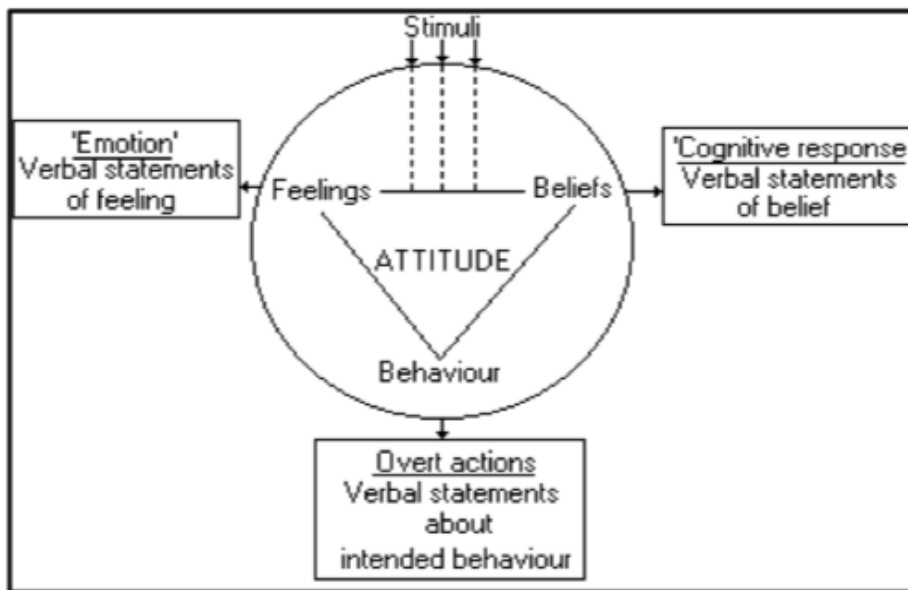 Stimuli
'Emotion'
Verbal statements
of feeling
'Cognitive response
Verbal statements
of belief
Feelings
Beliefs
ATTITUDE
Behaviour
Overt actions
Verbal statements
about
intended behaviour